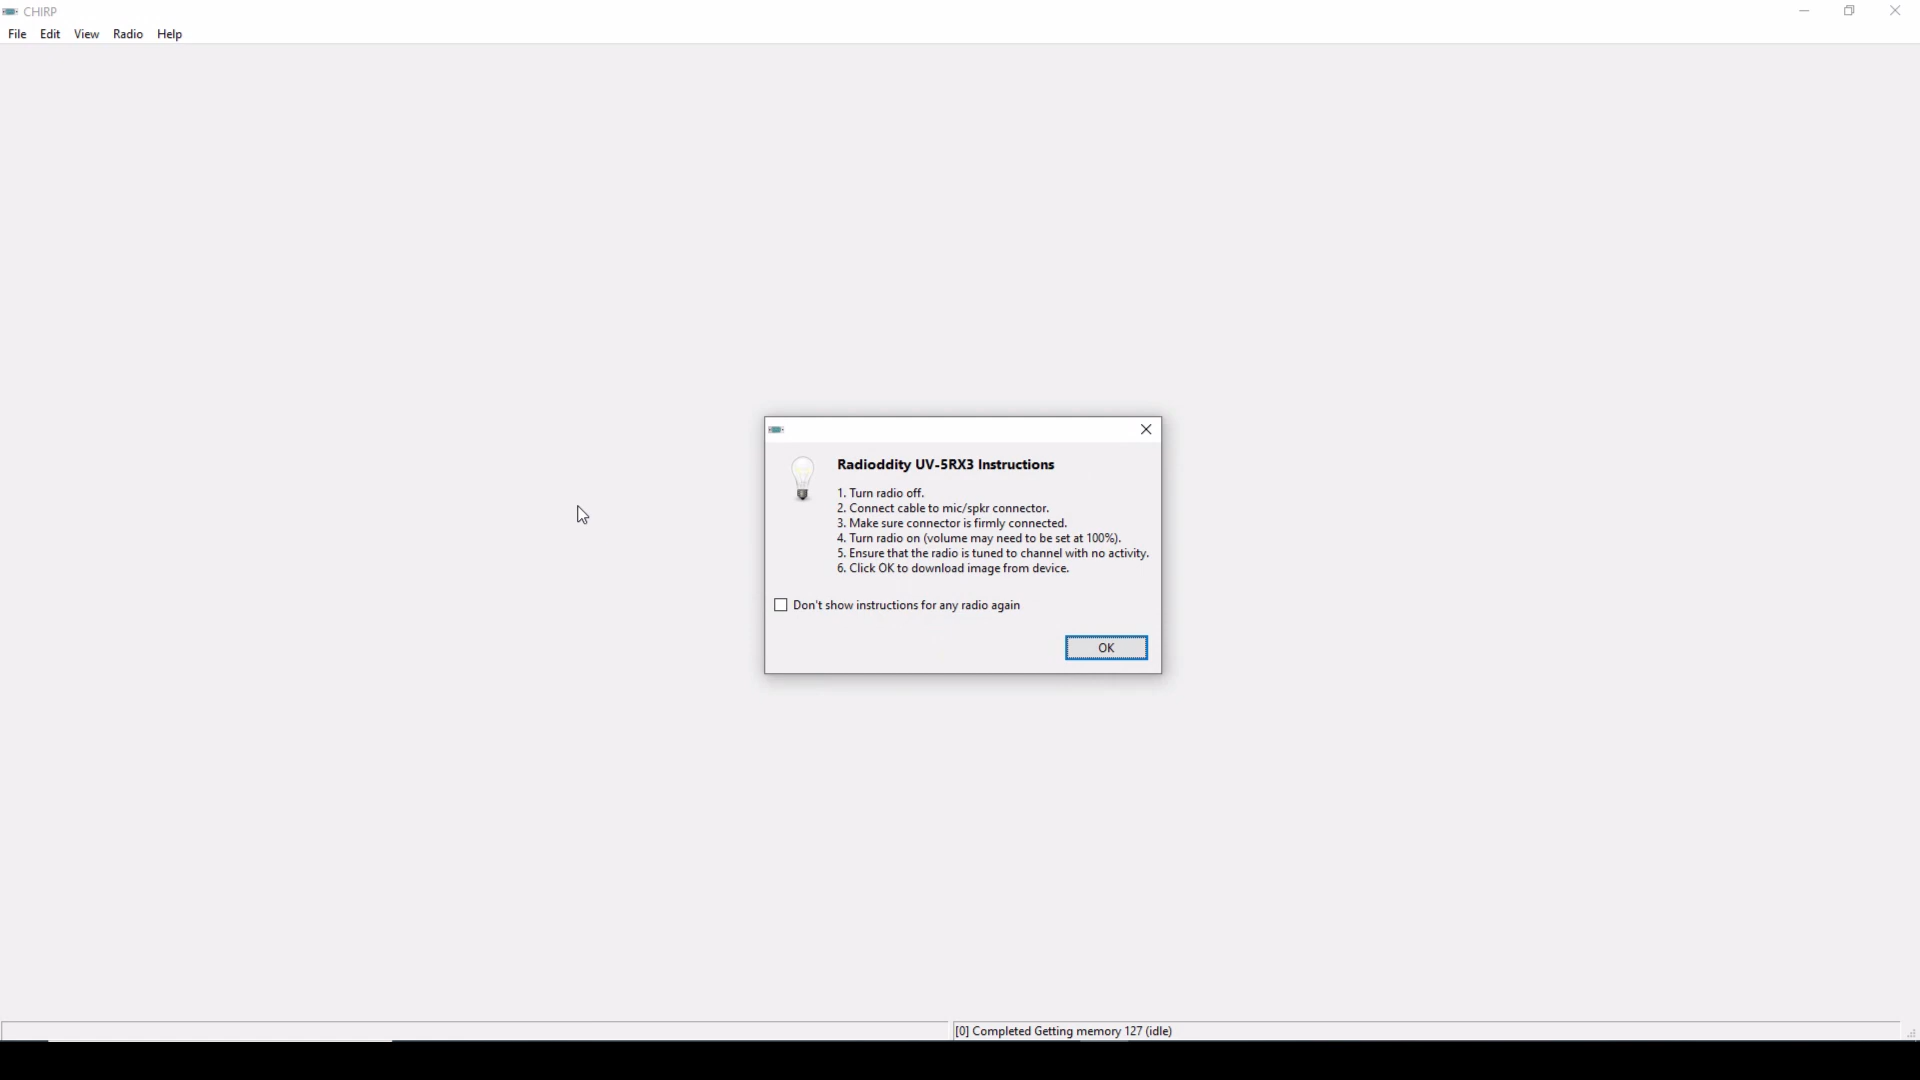 CHIRP
File Edit View Radio Help
Radioddity UV-5RX3 Instructions
1. Turn radio off.
2. Connect cable to mic/spkr connector.
3. Make sure connector is firmly connected.
4. Turn radio on (volume may need to be set at 100%).
5. Ensure that the radio is tuned to channel with no activity.
6. Click OK to download image from device.
Don't show instructions for any radio again
OK
[0] Completed Getting memory 127 (idle)